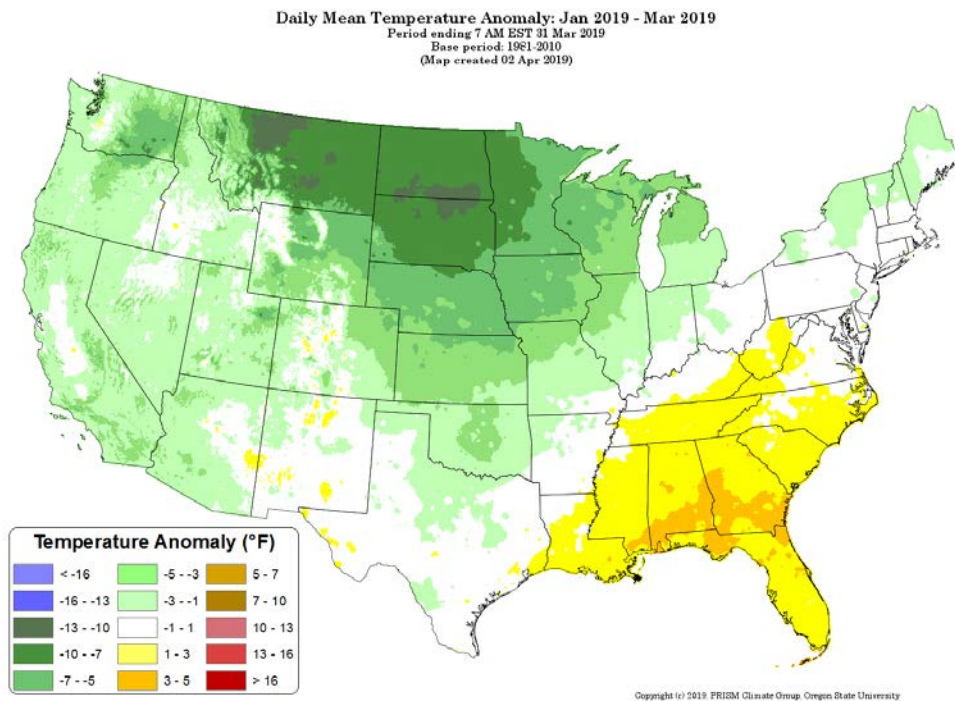 Daily Mean Temperature Anomaly: Jan 2019 - Mar 2019
Period ending 7 AM EST 31 Mar 2019
Base period: 1981-2010
(Map created 02 Apr 2019)
Temperature Anomaly (°F)
< -16
-5 - -3
5 - 7
-16 - -13
-3 - -1
7 - 10
-13 - -10
-1 - 1
10 - 13
-10 - -7
1 - 3
13 - 16
-7 - -5
3 - 5
> 16
Copyright (c) 2019, PRISM Climate Group, Oregon State University